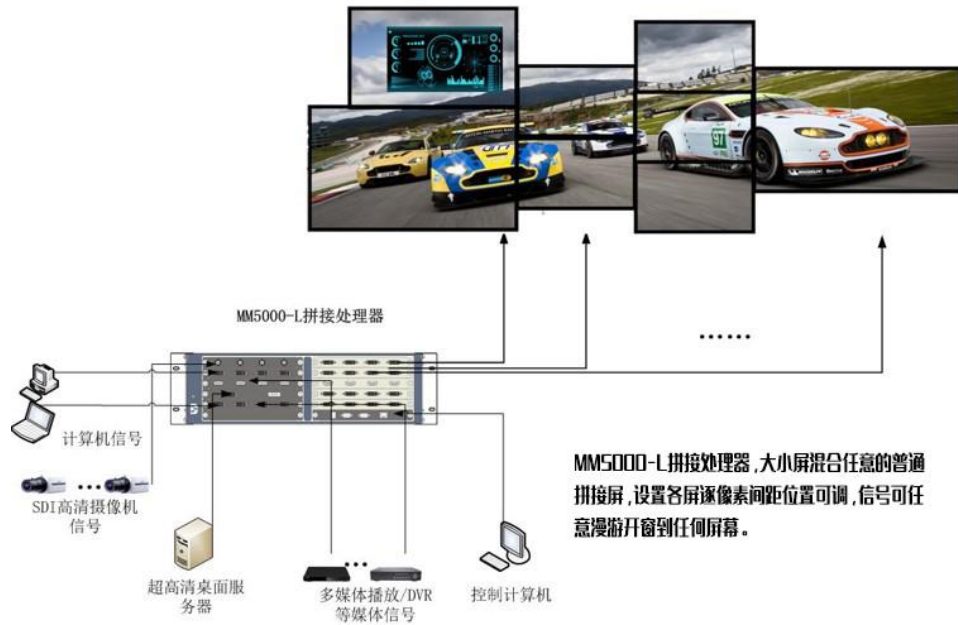 97
MM5000-L拼接处理器
······
计算机信号
SDI高清摄像机
信号
超高清桌面服
务器
多媒体播放/DVR
等媒体信号
控制计算机
MM5000-L拼接处理器,大小屏混合任意的普通
拼接屏,设置各屏逐像素间距位置可调,信号可任
意漫游开窗到任何屏幕。